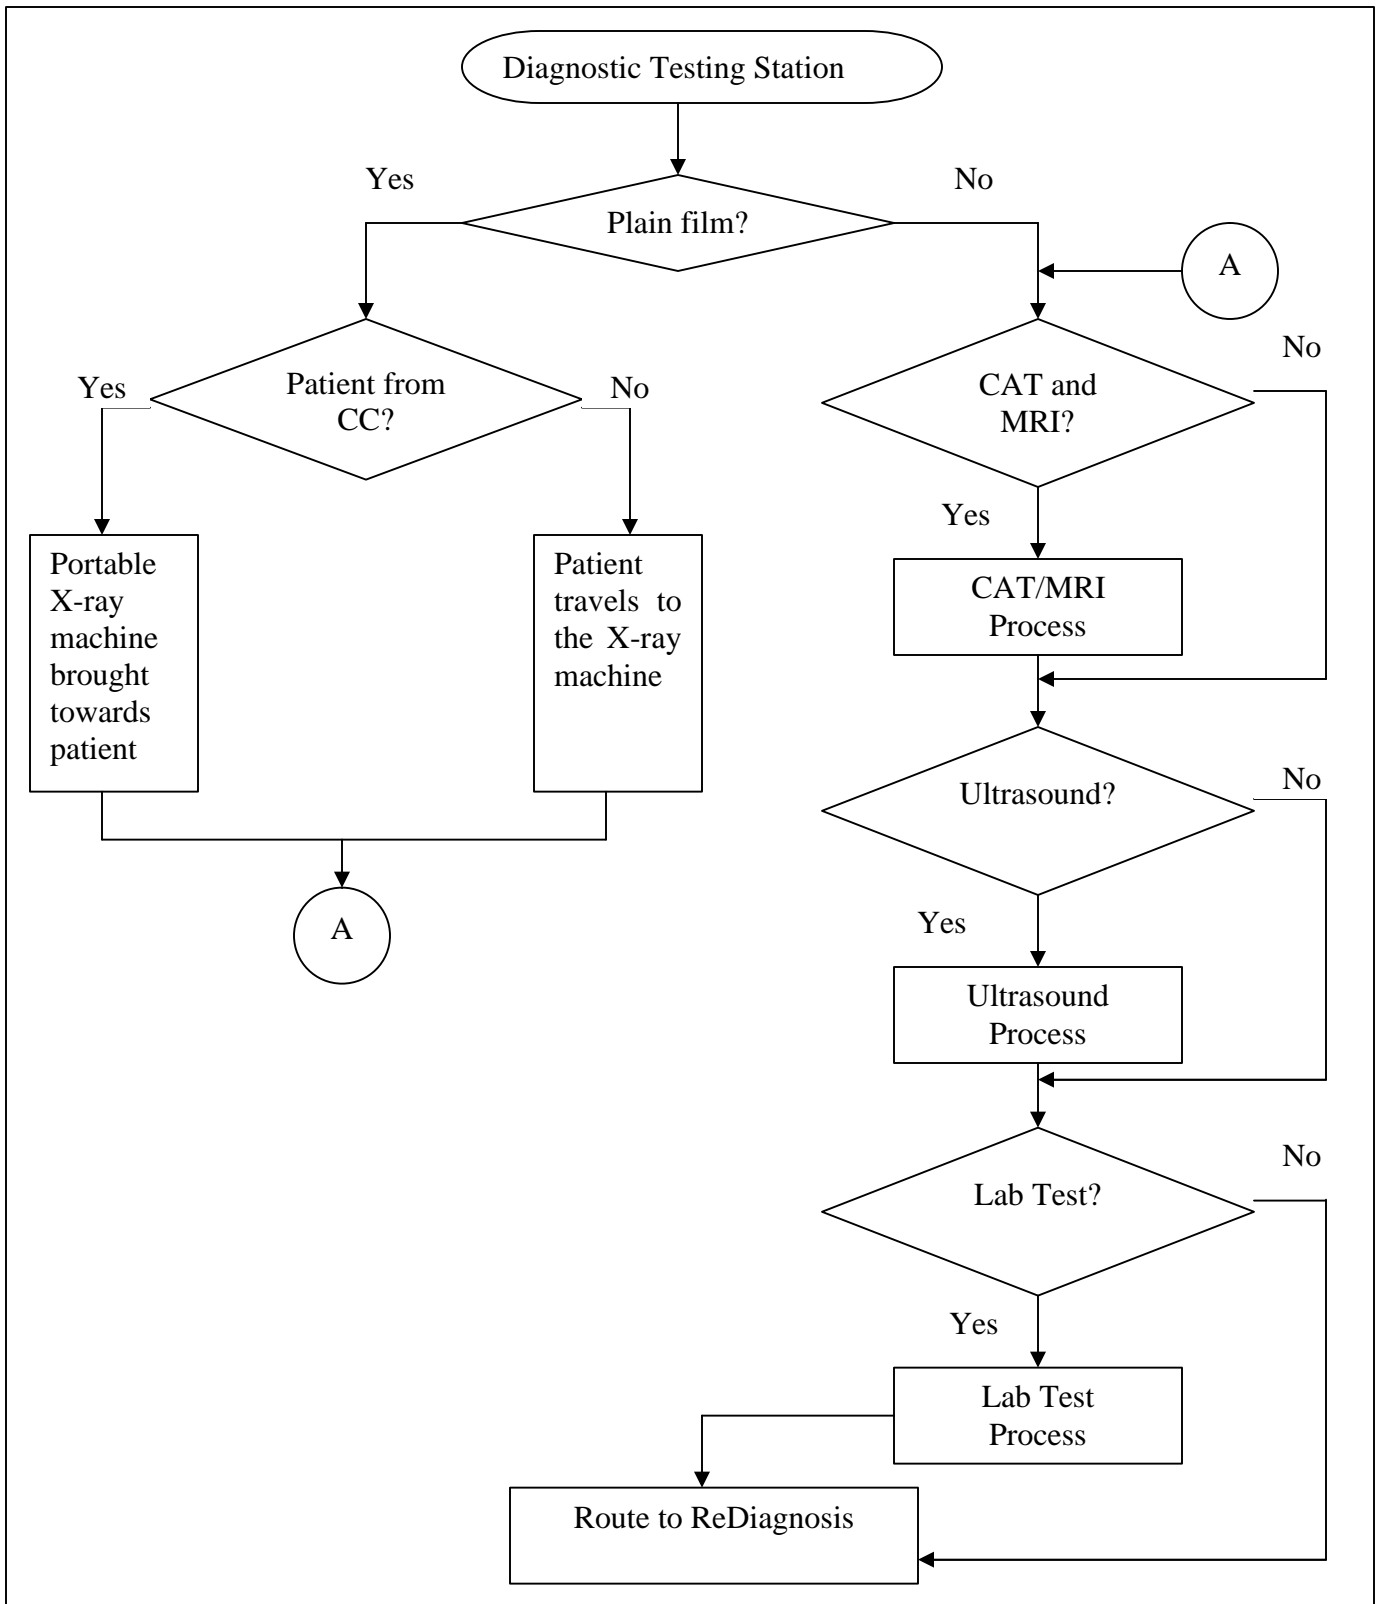 Diagnostic Testing Station
Yes
No
Plain film?
A
No
Yes
Patient from
CC?
No
CAT and
MRI?
Yes
Portable
X-ray
machine
brought
towards
patient
Patient
travels to
the X-ray
machine
CAT/MRI
Process
Ultrasound?
No
A
Yes
Ultrasound
Process
No
Lab Test?
Yes
Lab Test
Process
Route to ReDiagnosis